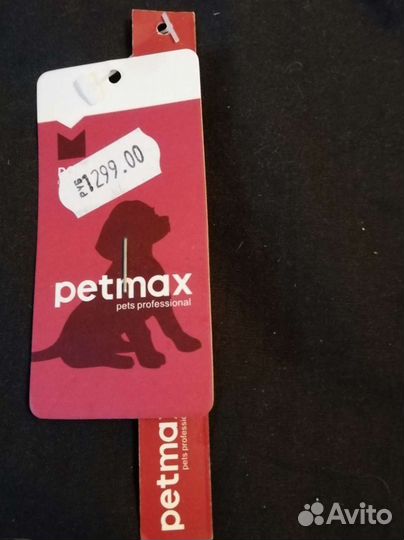 РУБ
1299.00
petmax
pets professional
petmax
pets professional
Avito